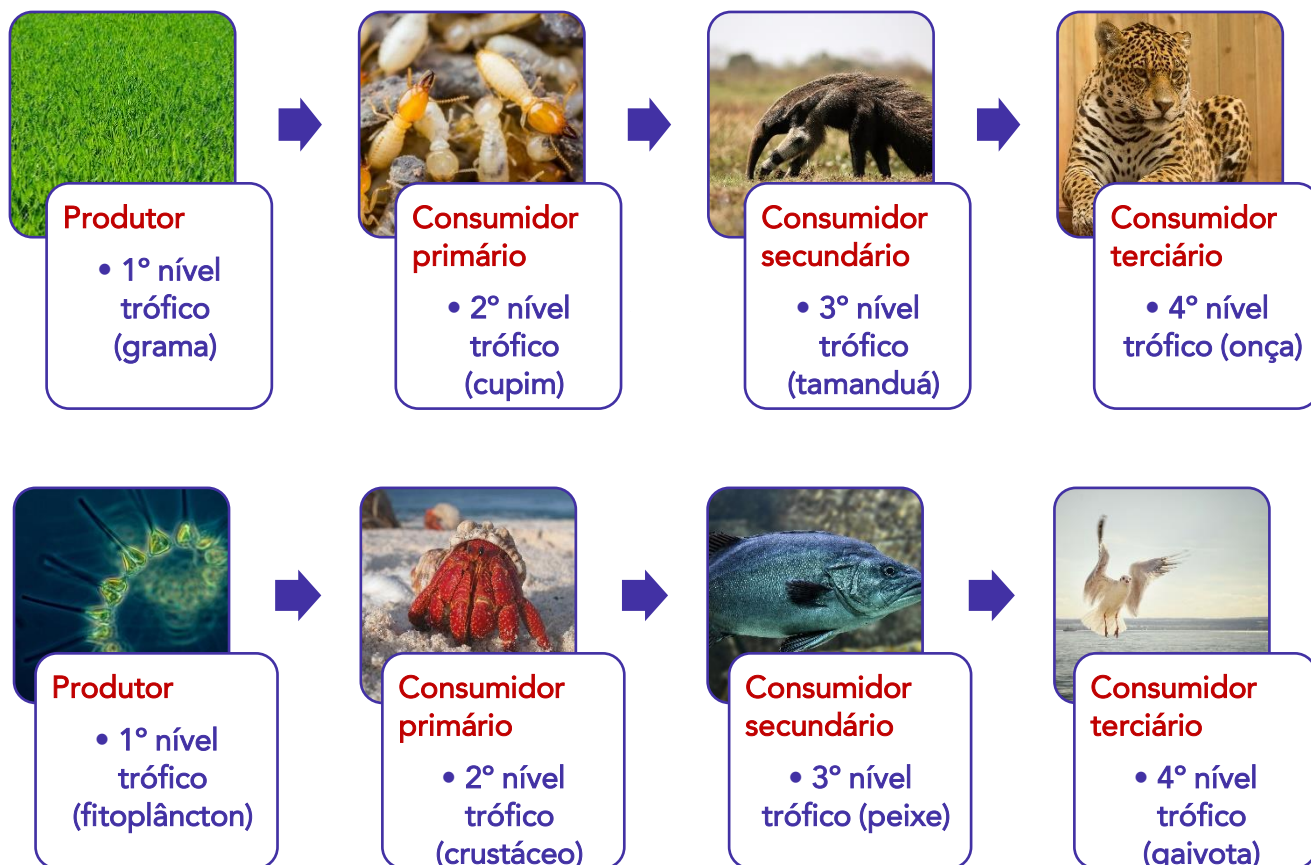 Produtor
• 1º nível
trófico
(grama)
Consumidor
primário
• 2º nível
trófico
(cupim)
Consumidor
secundário
• 3º nível
trófico
(tamanduá)
Consumidor
terciário
• 4º nível
trófico (onça)
Produtor
• 1º nível
trófico
(fitoplâncton)
Consumidor
primário
• 2º nível
trófico
(crustáceo)
Consumidor
secundário
• 3º nível
trófico (peixe)
Consumidor
terciário
• 4º nível
trófico
(gaivota)